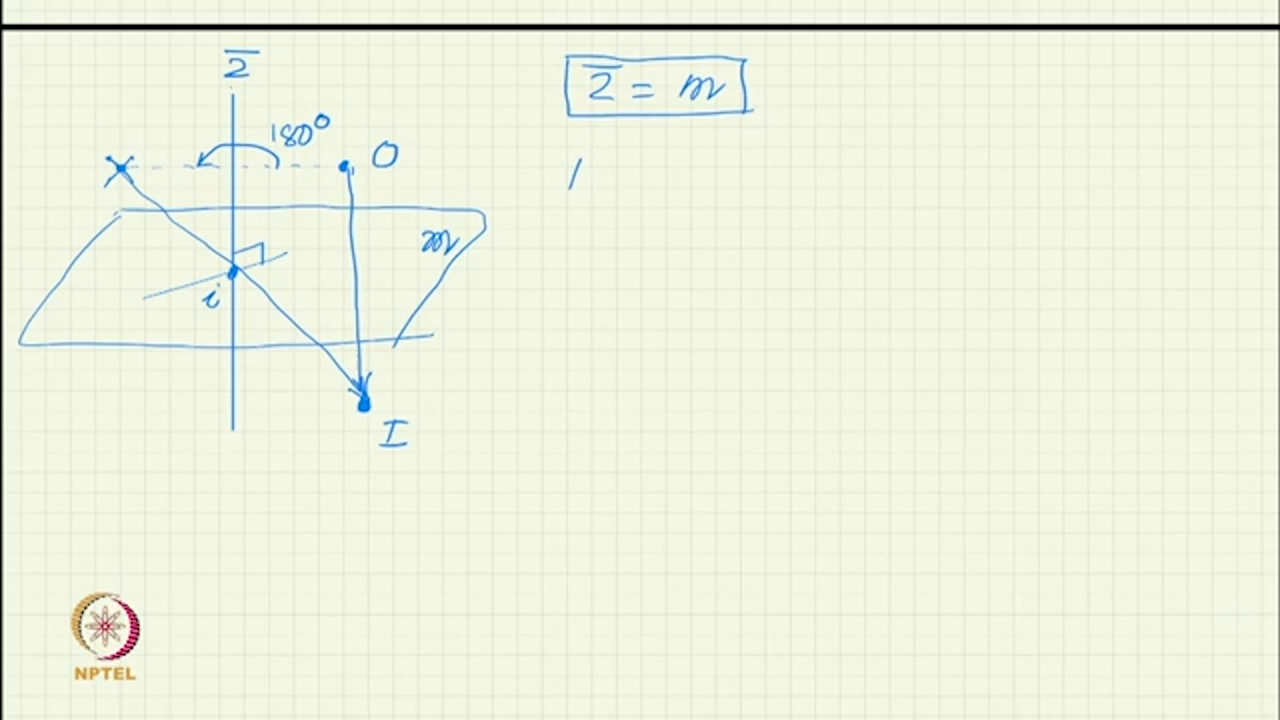 2̅
180°
O
m
i
I
2̅ = m
NPTEL